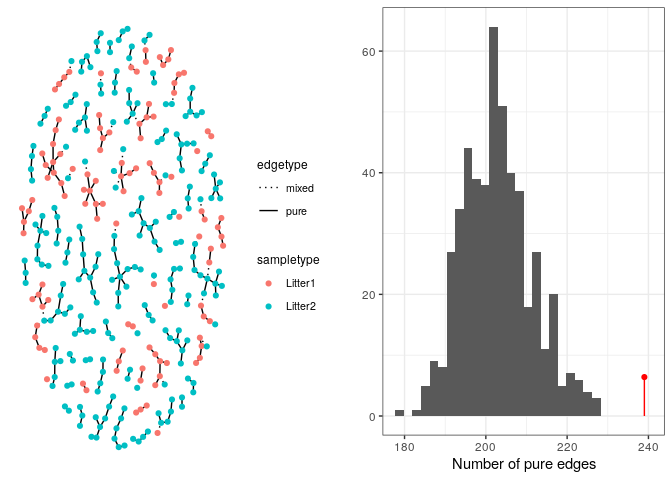 edgetype
mixed
pure
sampletype
Litter1
Litter2
60
40
20
0
180
200
220
240
Number of pure edges